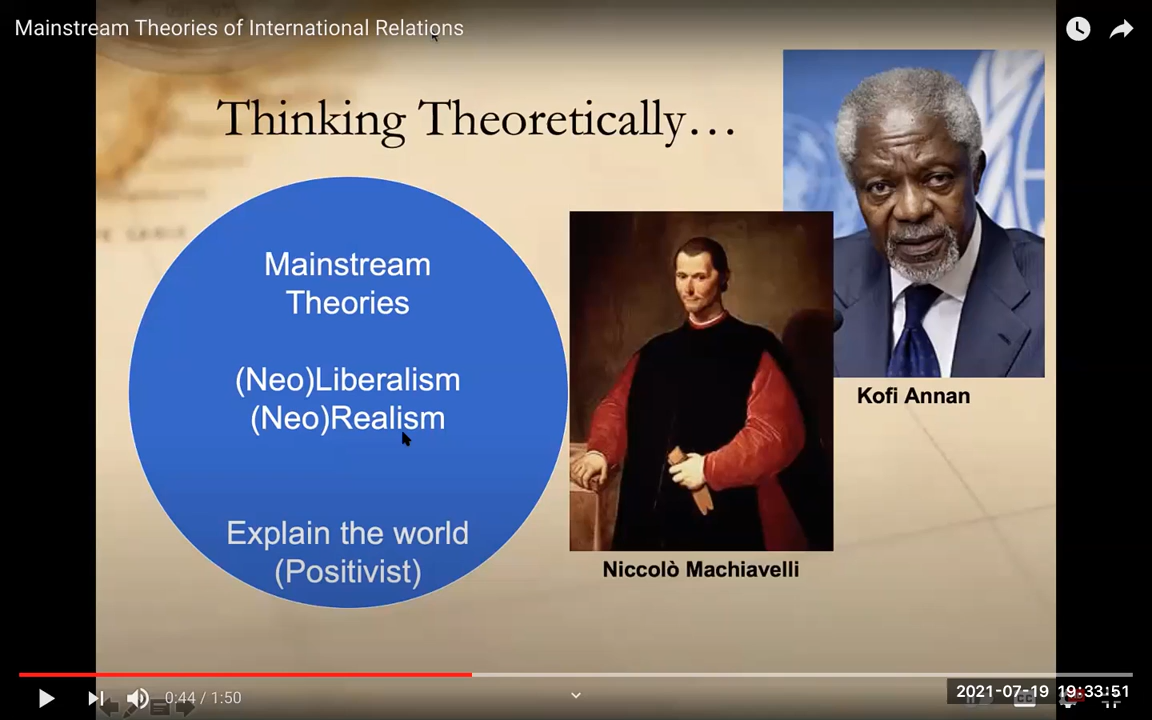 Mainstream Theories of International Relations
Thinking Theoretically…
Mainstream
Theories
(Neo)Liberalism
(Neo)Realism
Explain the world
(Positivist)
Kofi Annan
Niccolò Machiavelli
0:44 / 1:50
2021-07-19 19:33:51